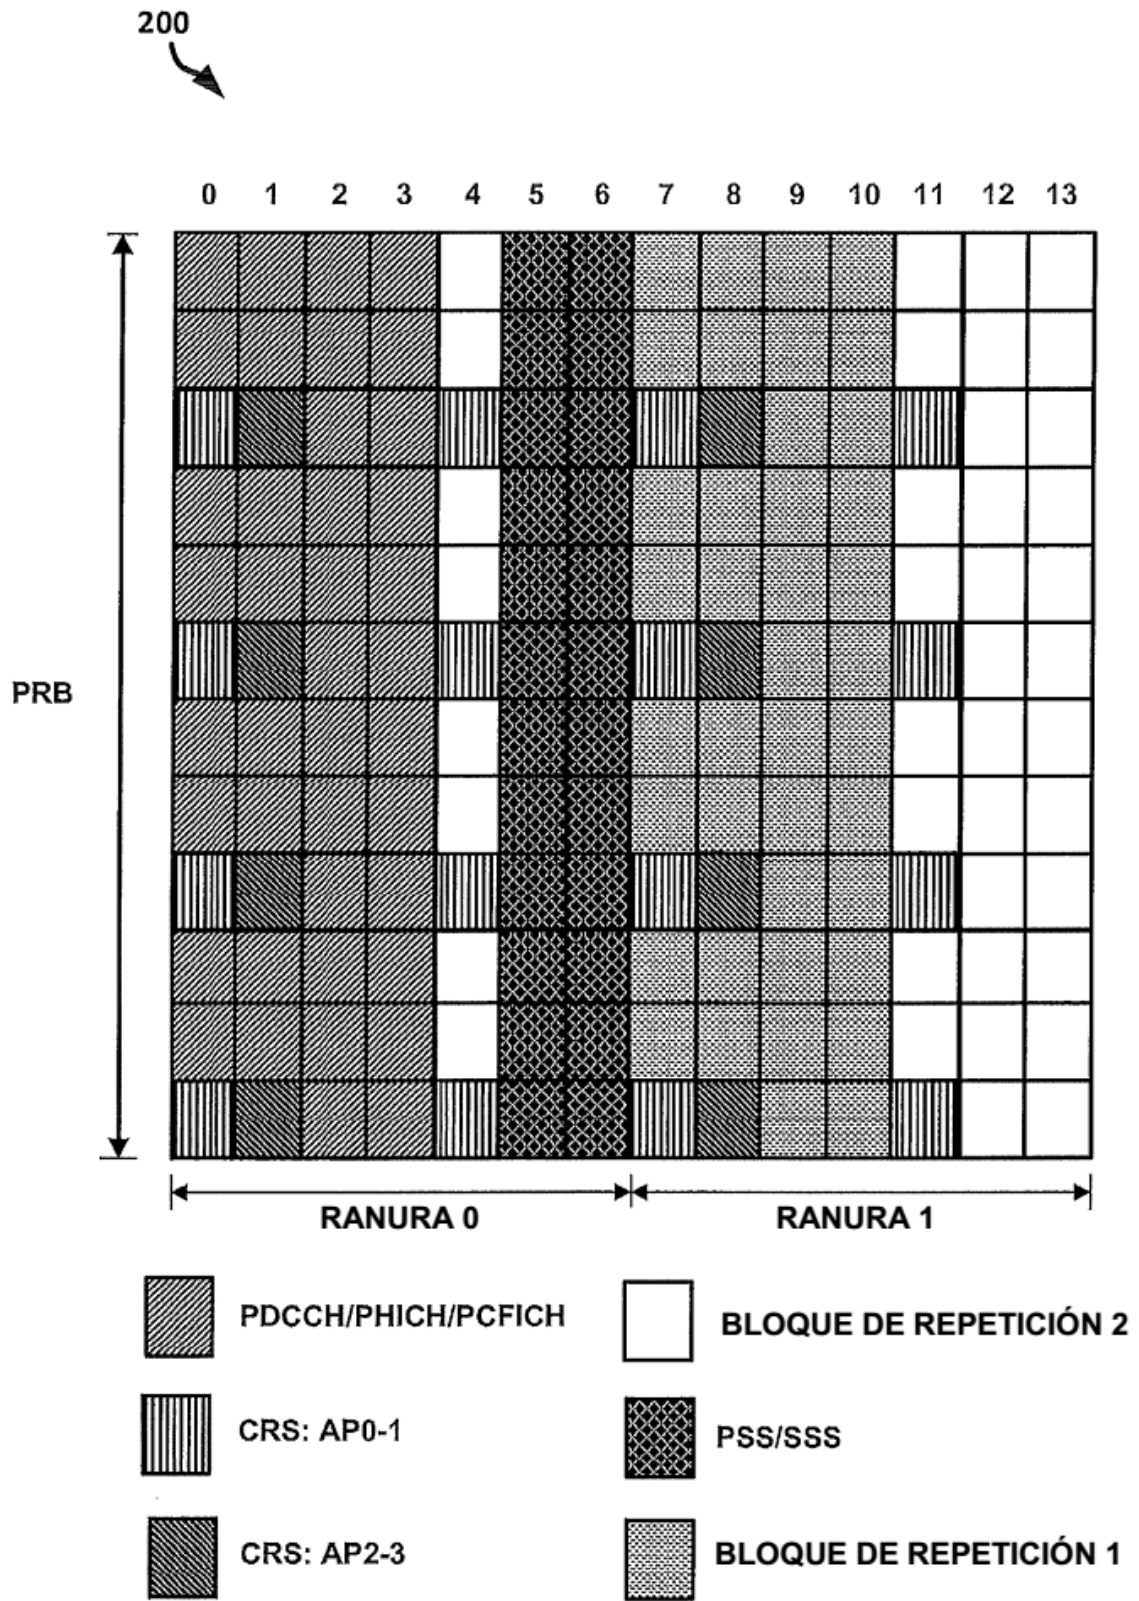 200
0 1 2 3 4 5 6 7 8 9 10 11 12 13
PRB
RANURA 0 RANURA 1
PDCCH/PHICH/PCFICH BLOQUE DE REPETICIÓN 2
CRS: AP0-1 PSS/SSS
CRS: AP2-3 BLOQUE DE REPETICIÓN 1